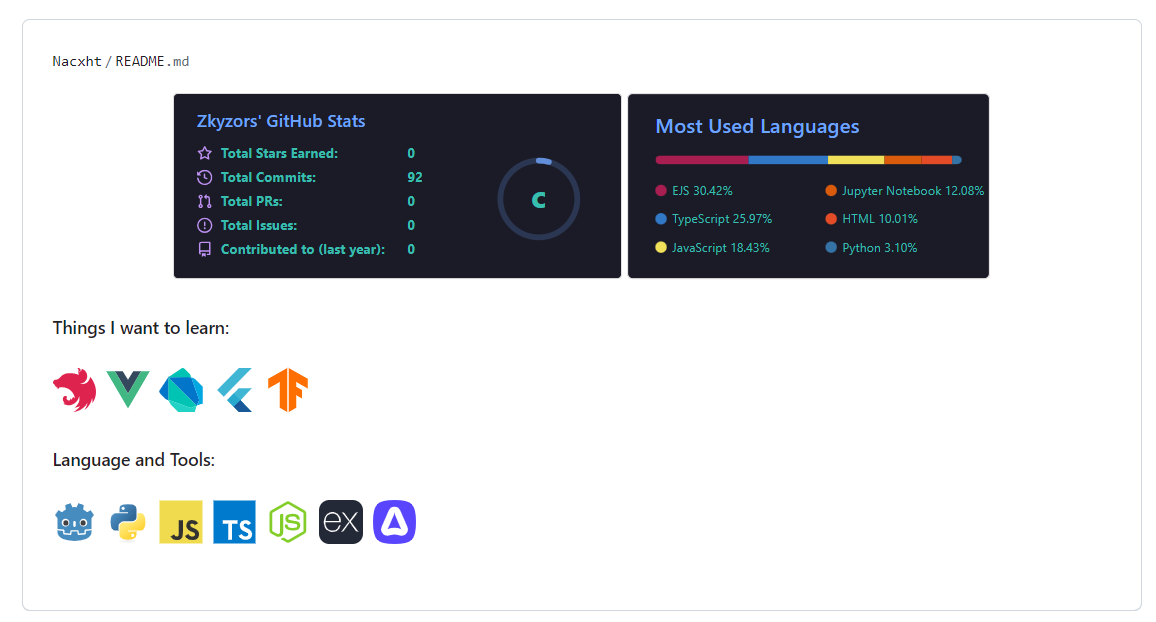 Nacxht / README.md
Zkyzors' GitHub Stats
Total Stars Earned: 0
Total Commits: 92
Total PRs: 0
Total Issues: 0
Contributed to (last year): 0
C
Most Used Languages
EJS 30.42%
TypeScript 25.97%
JavaScript 18.43%
Jupyter Notebook 12.08%
HTML 10.01%
Python 3.10%
Things I want to learn:
Language and Tools:
JS
TS
JS
ex